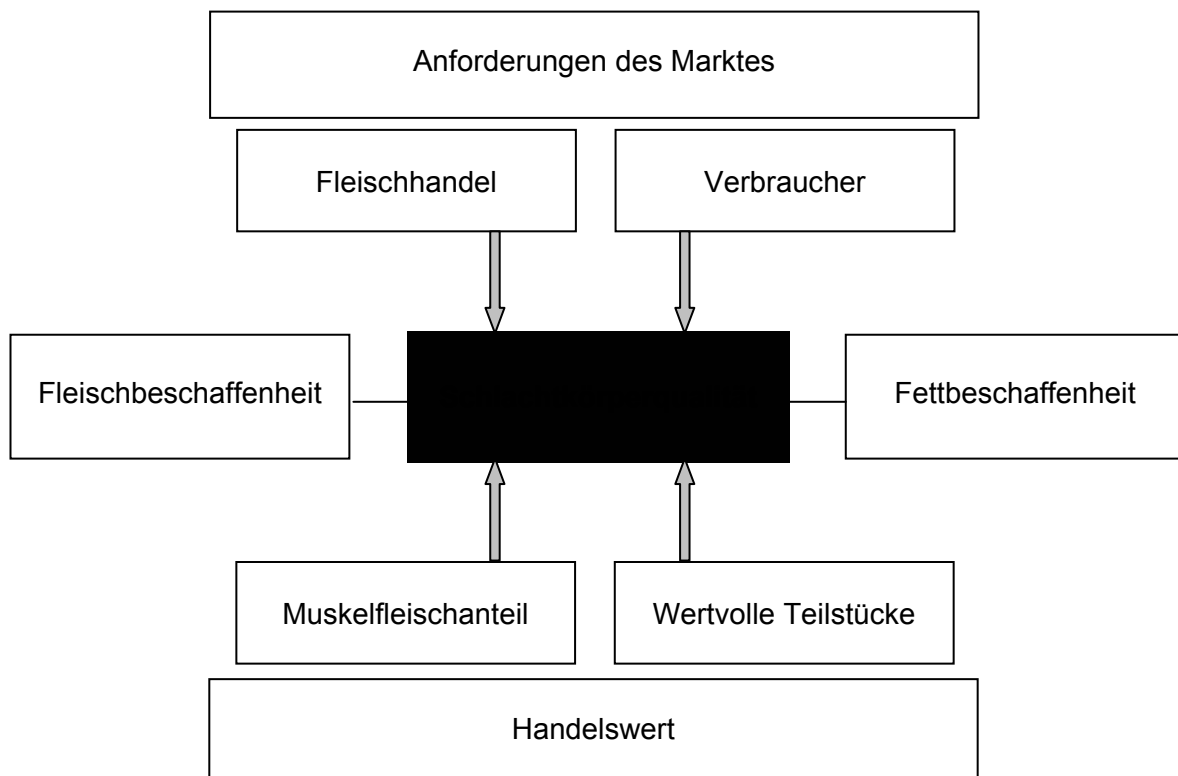 Anforderungen des Marktes
Fleischhandel
Verbraucher
Fleischbeschaffenheit
Fettbeschaffenheit
Muskelfleischanteil
Wertvolle Teilstücke
Handelswert